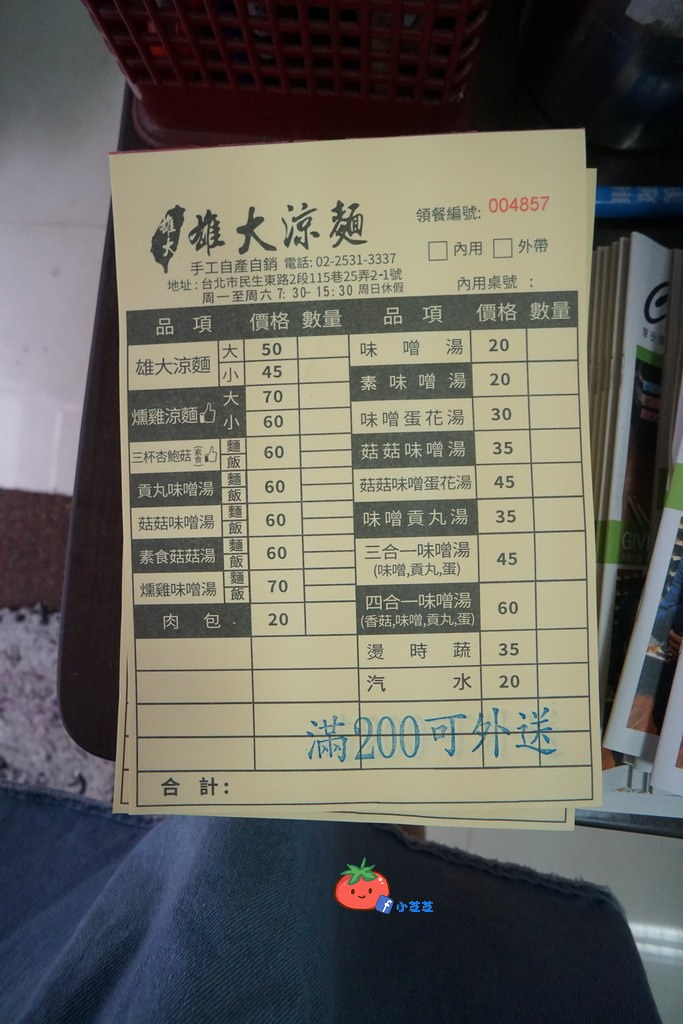 雄大
雄大涼麵
領餐編號: 004857
手工自產自銷 電話: 02-2531-3337
□內用 □外帶
地址: 台北市民生東路2段115巷25弄2-1號
周一至周六 7:30-15:30 周日休假
內用桌號 :
品項 價格 數量 品項 價格 數量
雄大涼麵 大 50
小 45
燻雞涼麵 大 70
小 60
三杯杏鮑菇(素食) 麵 飯 60
貢丸味噌湯 麵 飯 60
菇菇味噌湯 麵 飯 60
素食菇菇湯 麵 飯 60
燻雞味噌湯 麵 飯 70
肉包 20
味噌湯 20
素味噌湯 20
味噌蛋花湯 30
菇菇味噌湯 35
菇菇味噌蛋花湯 45
味噌貢丸湯 35
三合一味噌湯 45
(味噌,貢丸,蛋)
四合一味噌湯 60
(香菇,味噌,貢丸,蛋)
燙時蔬 35
汽水 20
滿200可外送
合計:
f 小芝芝